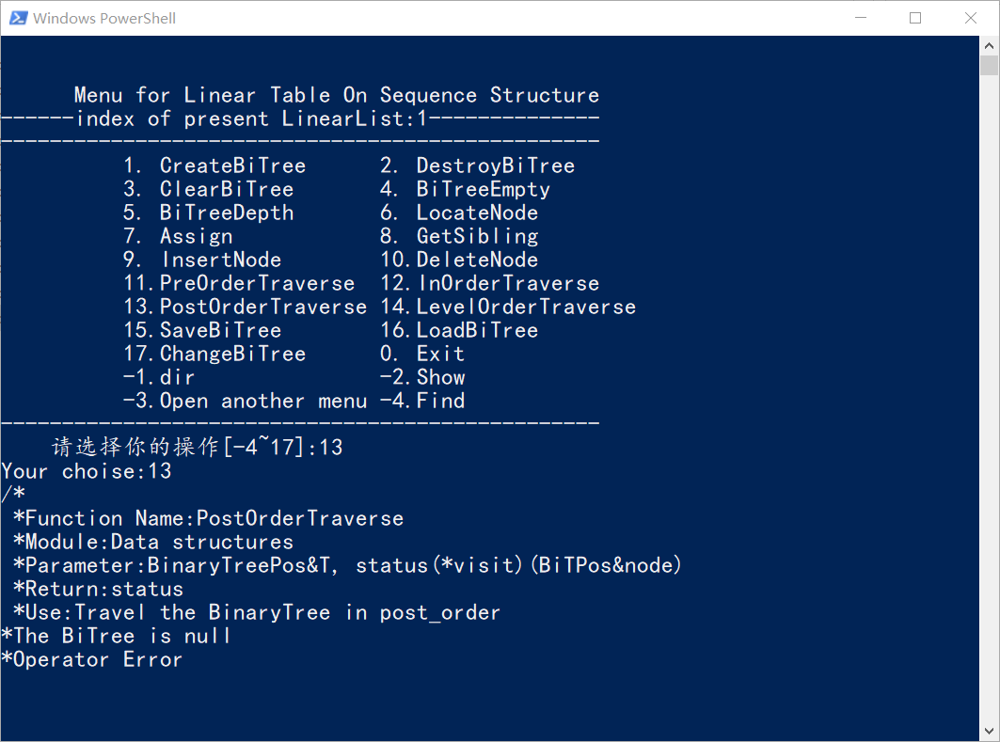 Windows PowerShell
Menu for Linear Table On Sequence Structure
------index of present LinearList:1--------------
-------------------------------------------------
1. CreateBiTree 2. DestroyBiTree
3. ClearBiTree 4. BiTreeEmpty
5. BiTreeDepth 6. LocateNode
7. Assign 8. GetSibling
9. InsertNode 10.DeleteNode
11.PreOrderTraverse 12.InOrderTraverse
13.PostOrderTraverse 14.LevelOrderTraverse
15.SaveBiTree 16.LoadBiTree
17.ChangeBiTree 0. Exit
-1.dir -2.Show
-3.Open another menu -4.Find
-------------------------------------------------
请选择你的操作[-4~17]:13
Your choise:13
/*
*Function Name:PostOrderTraverse
*Module:Data structures
*Parameter:BinaryTreePos&T, status(*visit)(BiTPos&node)
*Return:status
*Use:Travel the BinaryTree in post_order
*The BiTree is null
*Operator Error